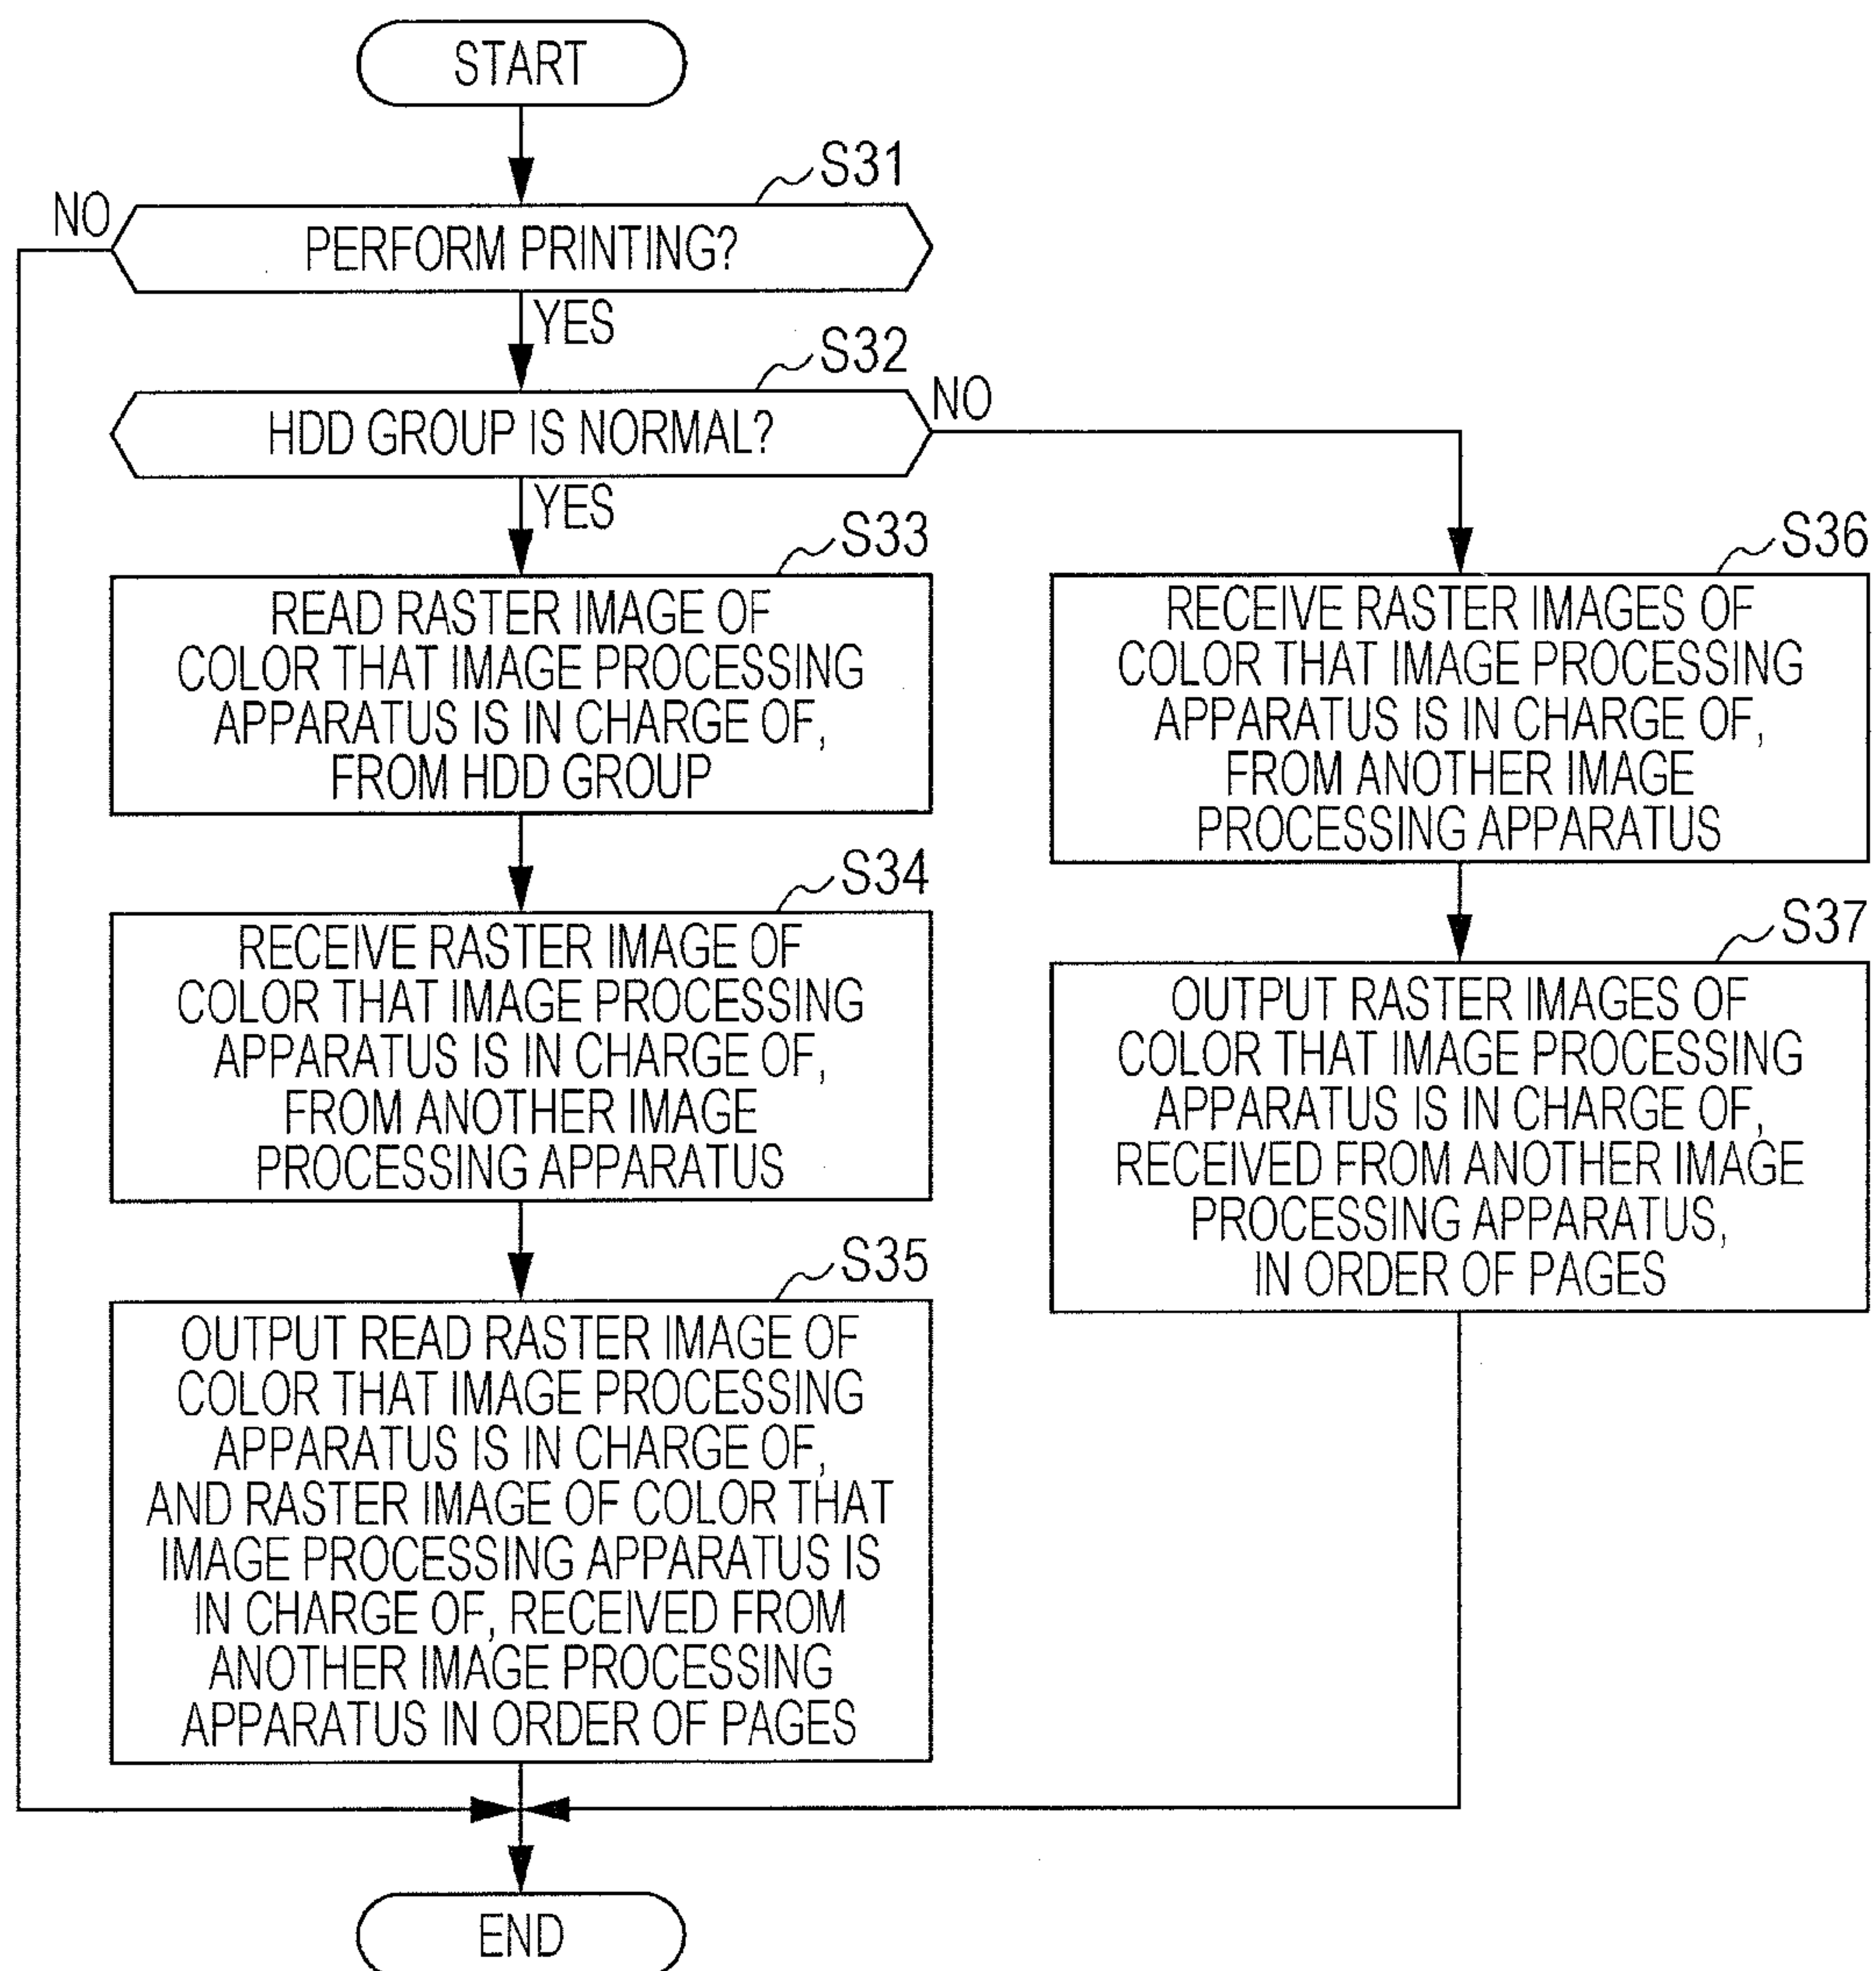 START
S31
NO
PERFORM PRINTING?
YES
S32
NO
HDD GROUP IS NORMAL?
YES
S33
READ RASTER IMAGE OF
COLOR THAT IMAGE PROCESSING
APPARATUS IS IN CHARGE OF,
FROM HDD GROUP
S34
RECEIVE RASTER IMAGE OF
COLOR THAT IMAGE PROCESSING
APPARATUS IS IN CHARGE OF,
FROM ANOTHER IMAGE
PROCESSING APPARATUS
S35
OUTPUT READ RASTER IMAGE OF
COLOR THAT IMAGE PROCESSING
APPARATUS IS IN CHARGE OF,
AND RASTER IMAGE OF COLOR THAT
IMAGE PROCESSING APPARATUS IS
IN CHARGE OF, RECEIVED FROM
ANOTHER IMAGE PROCESSING
APPARATUS IN ORDER OF PAGES
S36
RECEIVE RASTER IMAGES OF
COLOR THAT IMAGE PROCESSING
APPARATUS IS IN CHARGE OF,
FROM ANOTHER IMAGE
PROCESSING APPARATUS
S37
OUTPUT RASTER IMAGES OF
COLOR THAT IMAGE PROCESSING
APPARATUS IS IN CHARGE OF,
RECEIVED FROM ANOTHER IMAGE
PROCESSING APPARATUS,
IN ORDER OF PAGES
END